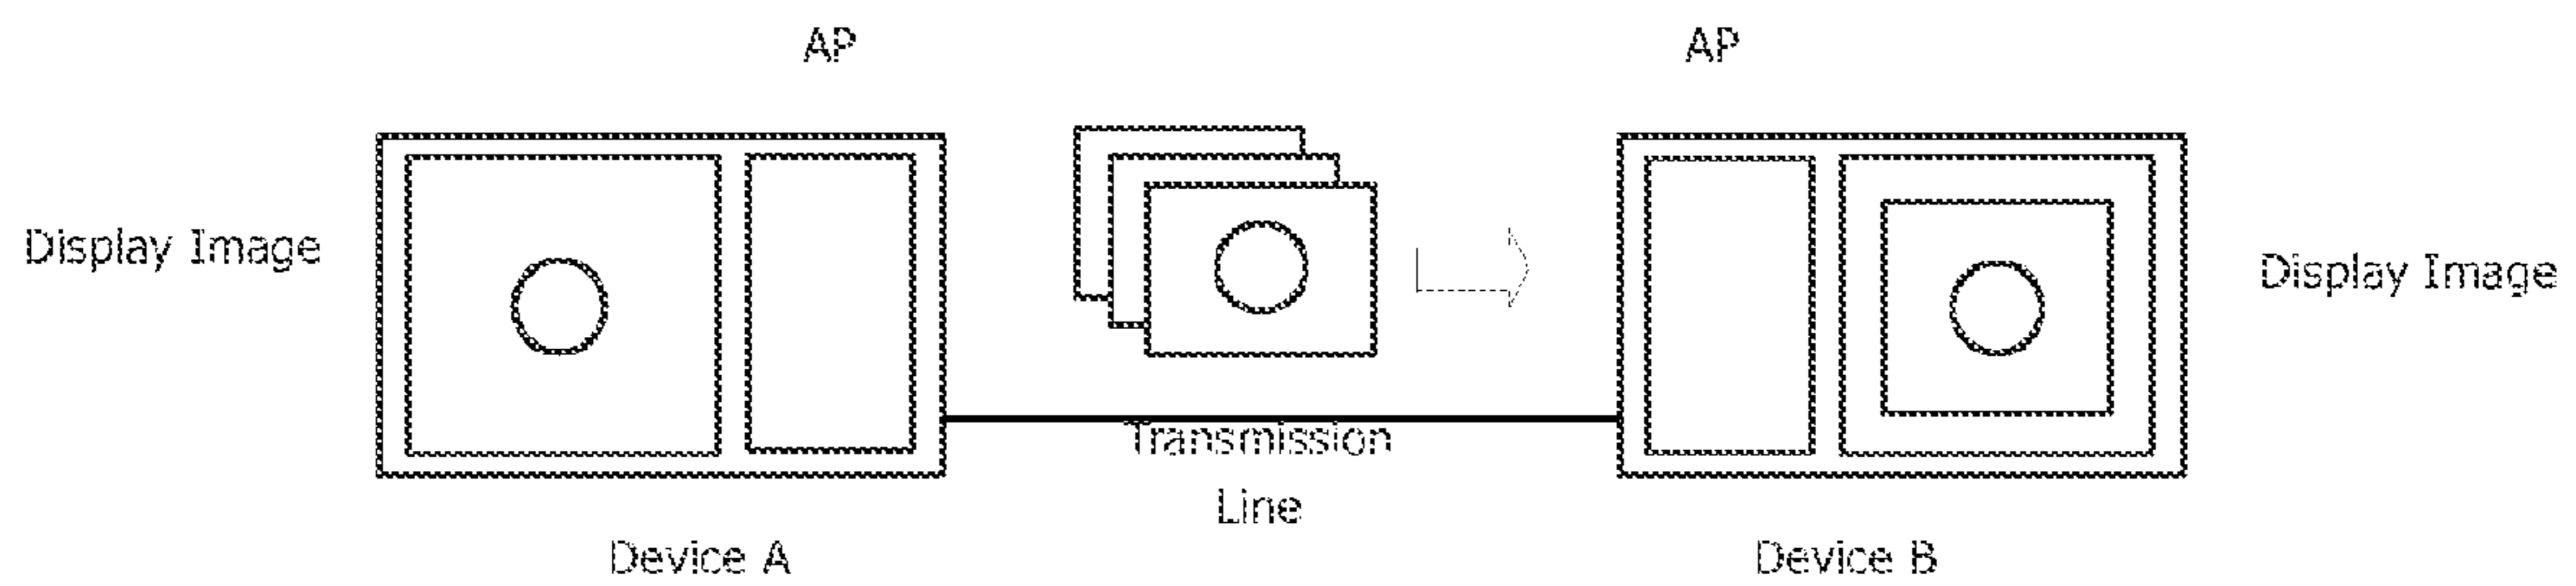 AP
AP
Display Image
Display Image
Transmission
Line
Device A
Device B